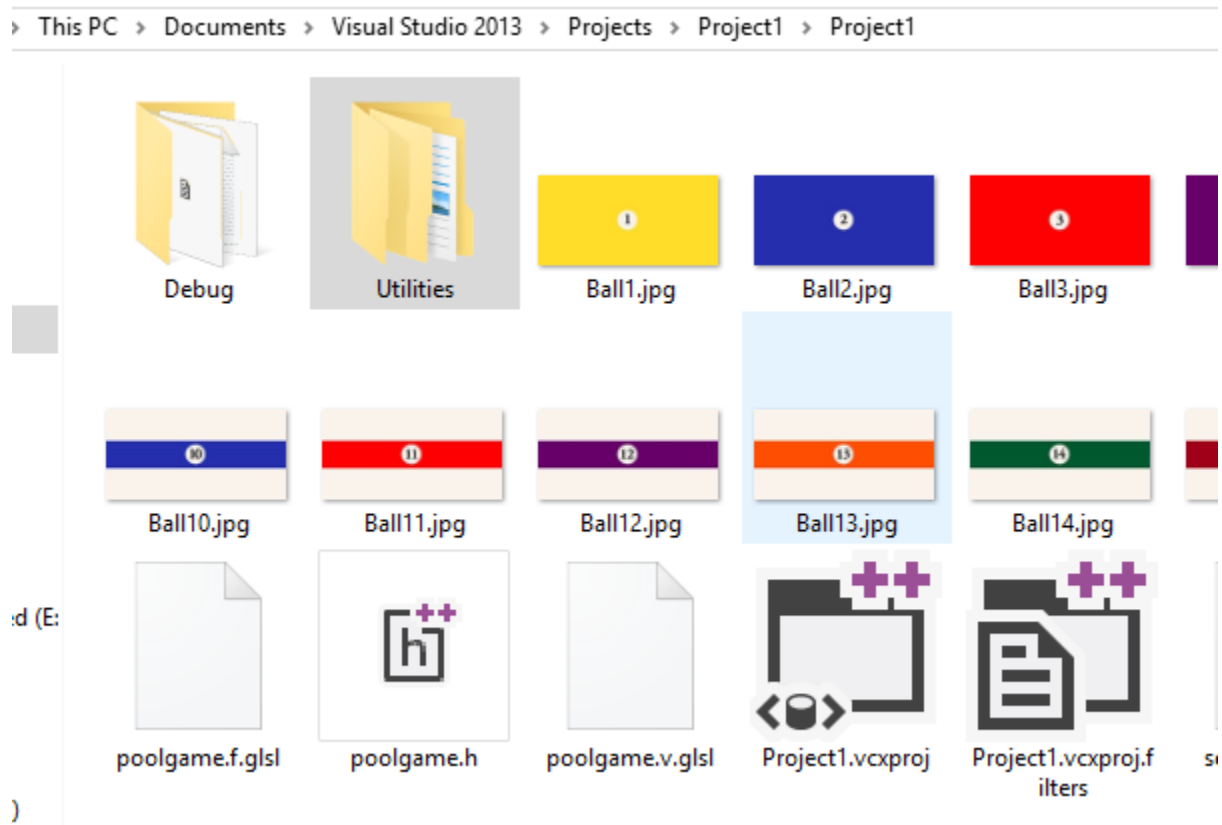 › This PC › Documents › Visual Studio 2013 › Projects › Project1 › Project1
1 2 3
Debug Utilities Ball1.jpg Ball2.jpg Ball3.jpg
10 11 12 13 14
Ball10.jpg Ball11.jpg Ball12.jpg Ball13.jpg Ball14.jpg
h++
d (E:
poolgame.f.glsl poolgame.h poolgame.v.glsl Project1.vcxproj Project1.vcxproj.f
ilters
)